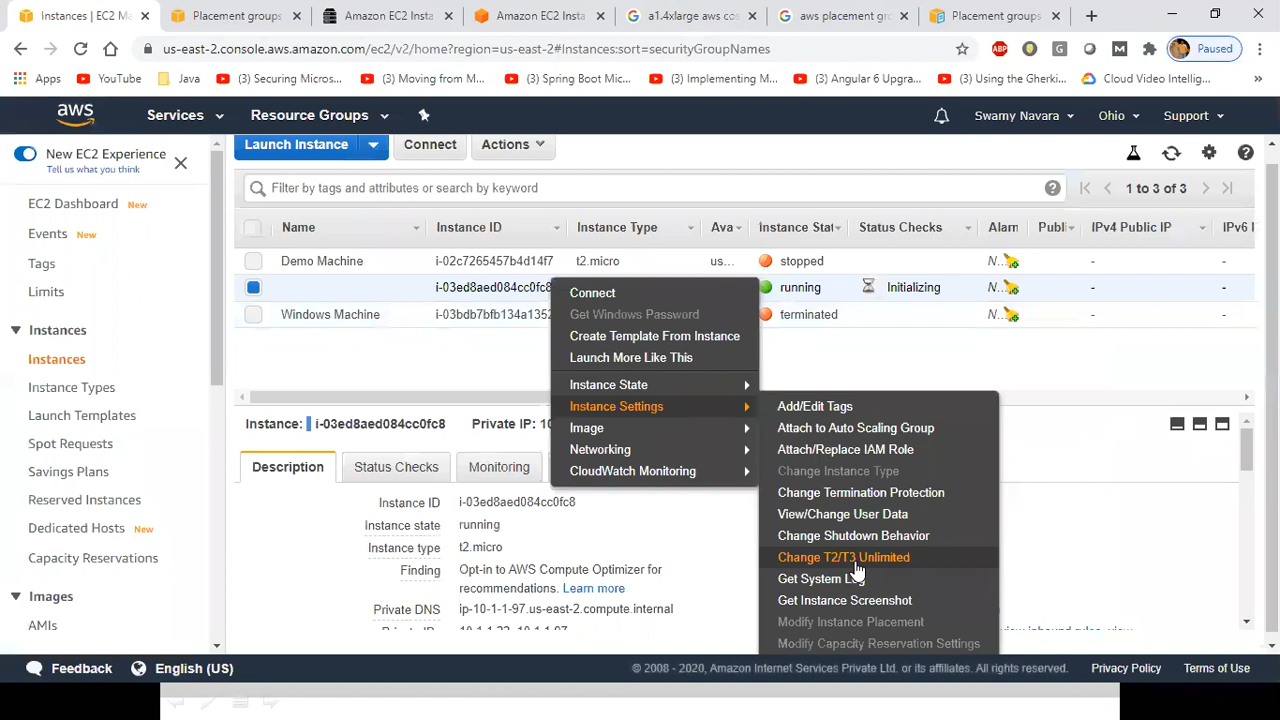 Instances | EC2 M
Placement groups
Amazon EC2 Insta
Amazon EC2 Insta
a1.4xlarge aws cos
aws placement gro
Placement groups
us-east-2.console.aws.amazon.com/ec2/v2/home?region=us-east-2#Instances:sort=securityGroupNames
ABP
G
M
Paused
Apps
YouTube
Java
(3) Securing Micros...
(3) Moving from M...
(3) Spring Boot Mic...
(3) Implementing M...
(3) Angular 6 Upgra...
(3) Using the Gherki...
Cloud Video Intellig...
aws
Services
Resource Groups
Swamy Navara
Ohio
Support
New EC2 Experience
Tell us what you think
EC2 Dashboard New
Events New
Tags
Limits
Instances
Instances
Instance Types
Launch Templates
Spot Requests
Savings Plans
Reserved Instances
Dedicated Hosts New
Capacity Reservations
Images
AMIs
Launch Instance
Connect
Actions
Filter by tags and attributes or search by keyword
1 to 3 of 3
Name
Instance ID
Instance Type
Ava
Instance Stat
Status Checks
Alarn
Publi
IPv4 Public IP
IPv6 I
Demo Machine i-02c7265457b4d14f7 t2.micro us... stopped N... - -
i-03ed8aed084cc0fc8 running Initializing N... - -
Windows Machine i-03bdb7bfb134a1352 terminated N... - -
Connect
Get Windows Password
Create Template From Instance
Launch More Like This
Instance State
Instance Settings
Image
Networking
CloudWatch Monitoring
Add/Edit Tags
Attach to Auto Scaling Group
Attach/Replace IAM Role
Change Instance Type
Change Termination Protection
View/Change User Data
Change Shutdown Behavior
Change T2/T3 Unlimited
Get System Log
Get Instance Screenshot
Modify Instance Placement
Modify Capacity Reservation Settings
Instance: i-03ed8aed084cc0fc8 Private IP: 10
Description
Status Checks
Monitoring
Instance ID i-03ed8aed084cc0fc8
Instance state running
Instance type t2.micro
Finding Opt-in to AWS Compute Optimizer for
recommendations. Learn more
Private DNS ip-10-1-1-97.us-east-2.compute.internal
Feedback
English (US)
© 2008 - 2020, Amazon Internet Services Private Ltd. or its affiliates. All rights reserved.
Privacy Policy
Terms of Use